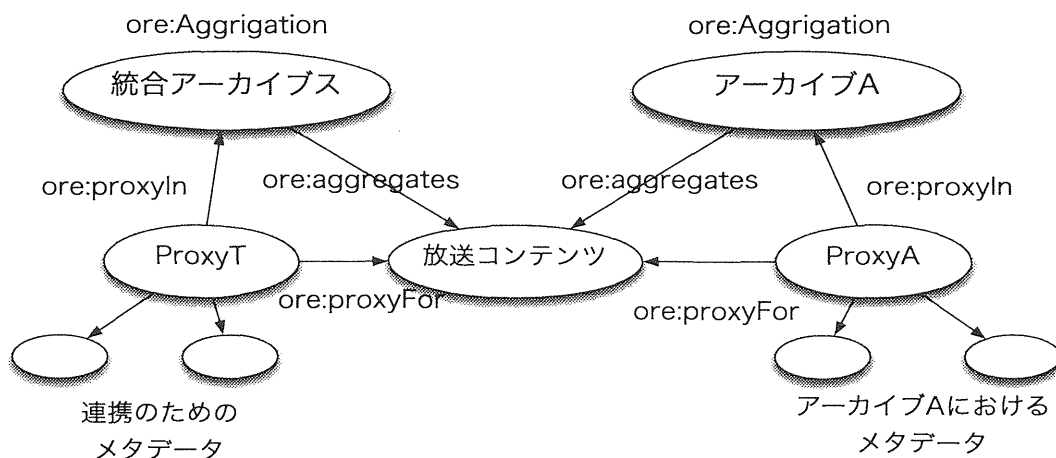 ore:Aggrigation
ore:Aggrigation
統合アーカイブス
アーカイブA
ore:proxyIn
ore:aggregates
ore:aggregates
ore:proxyIn
ProxyT
放送コンテンツ
ProxyA
ore:proxyFor
ore:proxyFor
連携のための
メタデータ
アーカイブAにおける
メタデータ